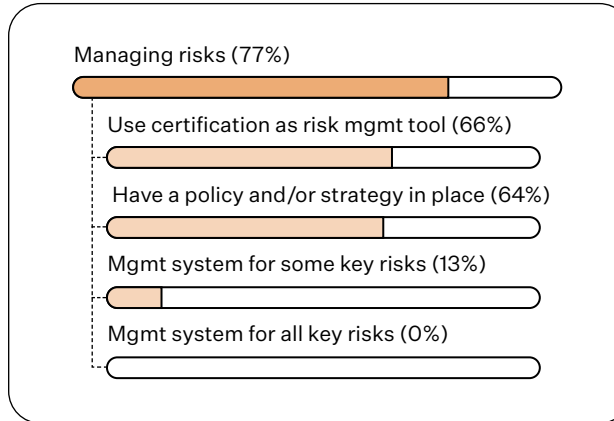 Managing risks (77%)
Use certification as risk mgmt tool (66%)
Have a policy and/or strategy in place (64%)
Mgmt system for some key risks (13%)
Mgmt system for all key risks (0%)